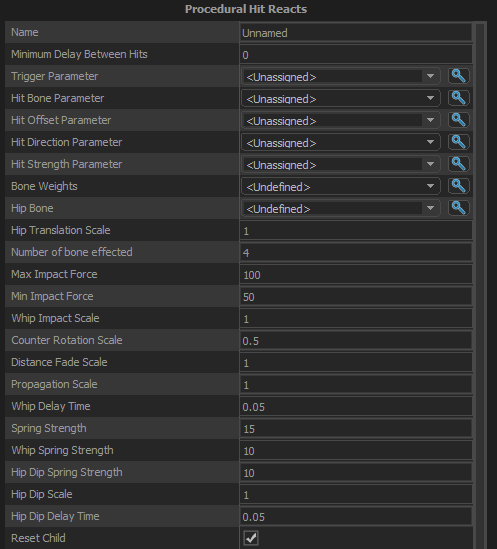 Procedural Hit Reacts
Name Unnamed
Minimum Delay Between Hits 0
Trigger Parameter <Unassigned>
Hit Bone Parameter <Unassigned>
Hit Offset Parameter <Unassigned>
Hit Direction Parameter <Unassigned>
Hit Strength Parameter <Unassigned>
Bone Weights <Undefined>
Hip Bone <Undefined>
Hip Translation Scale 1
Number of bone effected 4
Max Impact Force 100
Min Impact Force 50
Whip Impact Scale 1
Counter Rotation Scale 0.5
Distance Fade Scale 1
Propagation Scale 1
Whip Delay Time 0.05
Spring Strength 15
Whip Spring Strength 10
Hip Dip Spring Strength 10
Hip Dip Scale 1
Hip Dip Delay Time 0.05
Reset Child